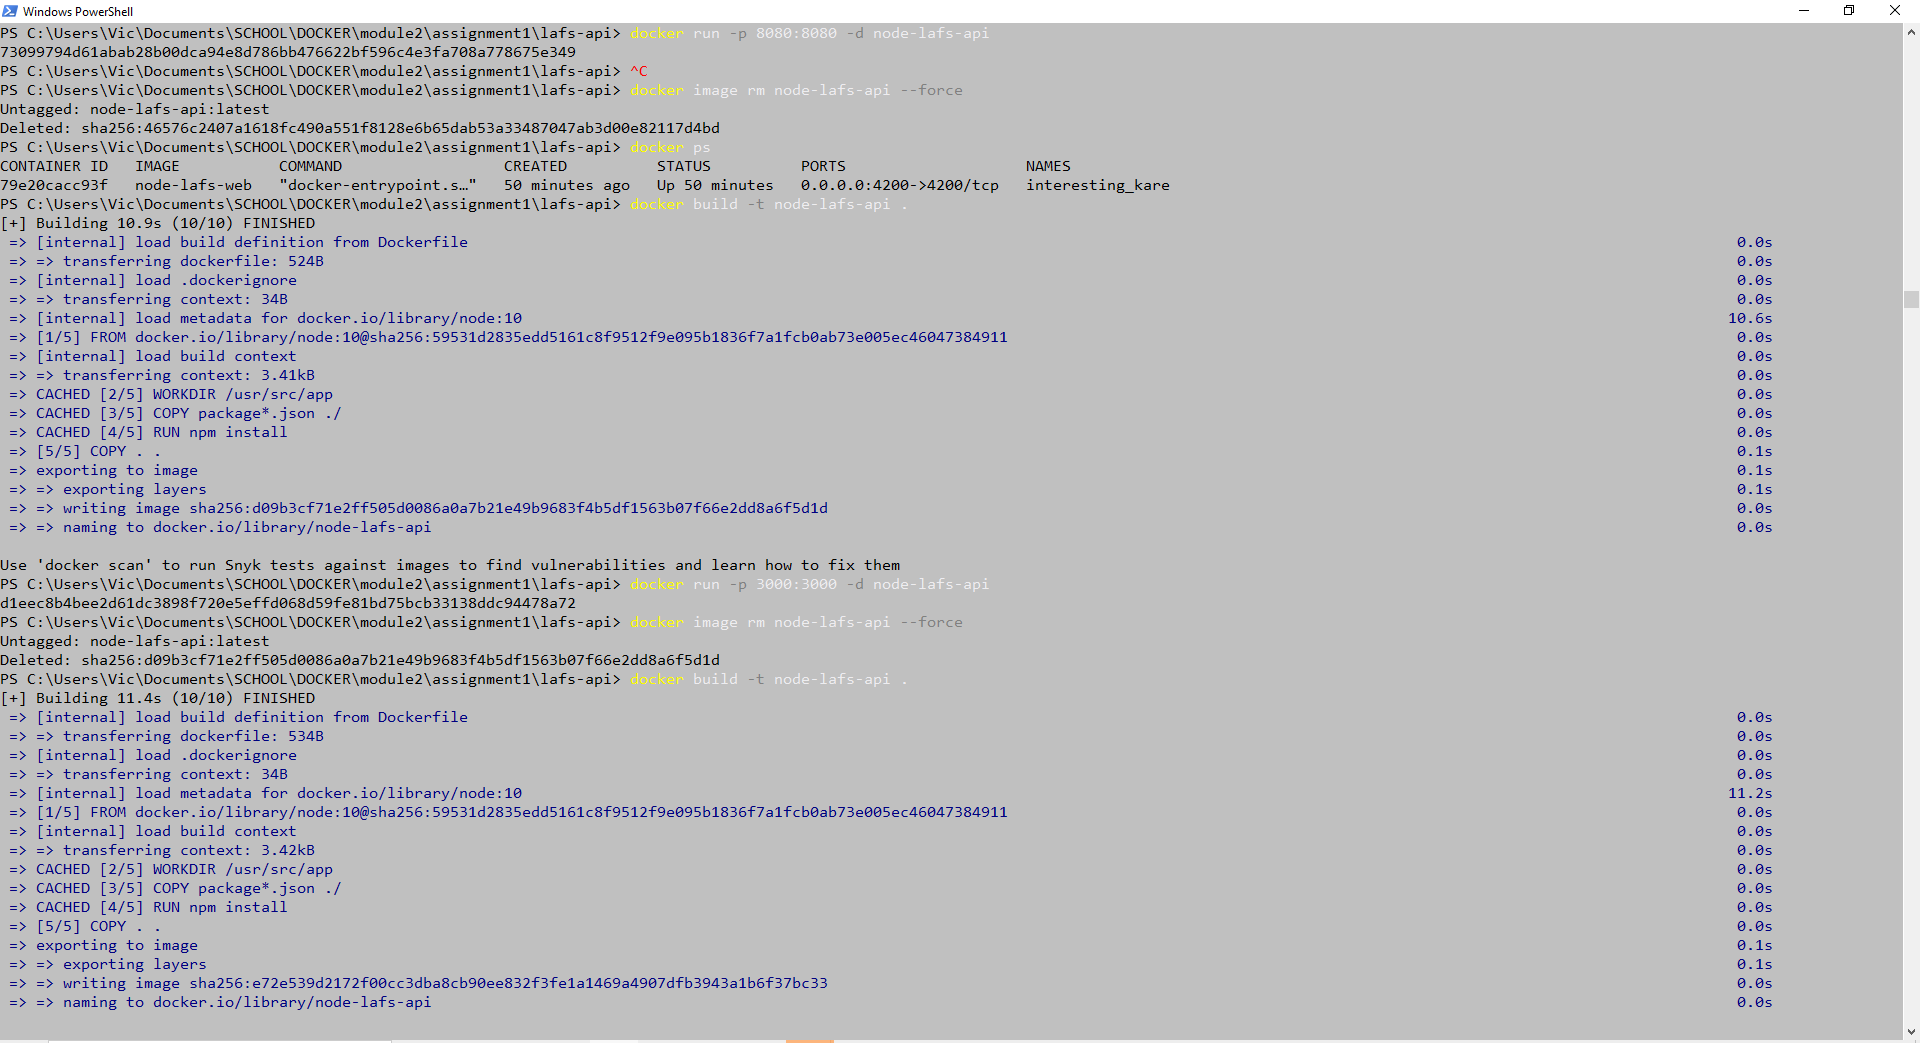 Windows PowerShell
PS C:\Users\Vic\Documents\SCHOOL\DOCKER\module2\assignment1\lafs-api> docker run -p 8080:8080 -d node-lafs-api
73099794d61abab28b00dca94e8d786bb476622bf596c4e3fa708a778675e349
PS C:\Users\Vic\Documents\SCHOOL\DOCKER\module2\assignment1\lafs-api> ^C
PS C:\Users\Vic\Documents\SCHOOL\DOCKER\module2\assignment1\lafs-api> docker image rm node-lafs-api --force
Untagged: node-lafs-api:latest
Deleted: sha256:46576c2407a1618fc490a551f8128e6b65dab53a33487047ab3d00e82117d4bd
PS C:\Users\Vic\Documents\SCHOOL\DOCKER\module2\assignment1\lafs-api> docker ps
CONTAINER ID   IMAGE           COMMAND                  CREATED          STATUS          PORTS                    NAMES
79e20cacc93f   node-lafs-web   "docker-entrypoint.s…"   50 minutes ago   Up 50 minutes   0.0.0.0:4200->4200/tcp   interesting_kare
PS C:\Users\Vic\Documents\SCHOOL\DOCKER\module2\assignment1\lafs-api> docker build -t node-lafs-api .
[+] Building 10.9s (10/10) FINISHED
=> [internal] load build definition from Dockerfile 0.0s
=> => transferring dockerfile: 524B 0.0s
=> [internal] load .dockerignore 0.0s
=> => transferring context: 34B 0.0s
=> [internal] load metadata for docker.io/library/node:10 10.6s
=> [1/5] FROM docker.io/library/node:10@sha256:59531d2835edd5161c8f9512f9e095b1836f7a1fcb0ab73e005ec46047384911 0.0s
=> [internal] load build context 0.0s
=> => transferring context: 3.41kB 0.0s
=> CACHED [2/5] WORKDIR /usr/src/app 0.0s
=> CACHED [3/5] COPY package*.json ./ 0.0s
=> CACHED [4/5] RUN npm install 0.0s
=> [5/5] COPY . . 0.1s
=> exporting to image 0.1s
=> => exporting layers 0.1s
=> => writing image sha256:d09b3cf71e2ff505d0086a0a7b21e49b9683f4b5df1563b07f66e2dd8a6f5d1d 0.0s
=> => naming to docker.io/library/node-lafs-api 0.0s
Use 'docker scan' to run Snyk tests against images to find vulnerabilities and learn how to fix them
PS C:\Users\Vic\Documents\SCHOOL\DOCKER\module2\assignment1\lafs-api> docker run -p 3000:3000 -d node-lafs-api
d1eec8b4bee2d61dc3898f720e5effd068d59fe81bd75bcb33138ddc94478a72
PS C:\Users\Vic\Documents\SCHOOL\DOCKER\module2\assignment1\lafs-api> docker image rm node-lafs-api --force
Untagged: node-lafs-api:latest
Deleted: sha256:d09b3cf71e2ff505d0086a0a7b21e49b9683f4b5df1563b07f66e2dd8a6f5d1d
PS C:\Users\Vic\Documents\SCHOOL\DOCKER\module2\assignment1\lafs-api> docker build -t node-lafs-api .
[+] Building 11.4s (10/10) FINISHED
=> [internal] load build definition from Dockerfile 0.0s
=> => transferring dockerfile: 534B 0.0s
=> [internal] load .dockerignore 0.0s
=> => transferring context: 34B 0.0s
=> [internal] load metadata for docker.io/library/node:10 11.2s
=> [1/5] FROM docker.io/library/node:10@sha256:59531d2835edd5161c8f9512f9e095b1836f7a1fcb0ab73e005ec46047384911 0.0s
=> [internal] load build context 0.0s
=> => transferring context: 3.42kB 0.0s
=> CACHED [2/5] WORKDIR /usr/src/app 0.0s
=> CACHED [3/5] COPY package*.json ./ 0.0s
=> CACHED [4/5] RUN npm install 0.0s
=> [5/5] COPY . . 0.0s
=> exporting to image 0.1s
=> => exporting layers 0.1s
=> => writing image sha256:e72e539d2172f00cc3dba8cb90ee832f3fe1a1469a4907dfb3943a1b6f37bc33 0.0s
=> => naming to docker.io/library/node-lafs-api 0.0s